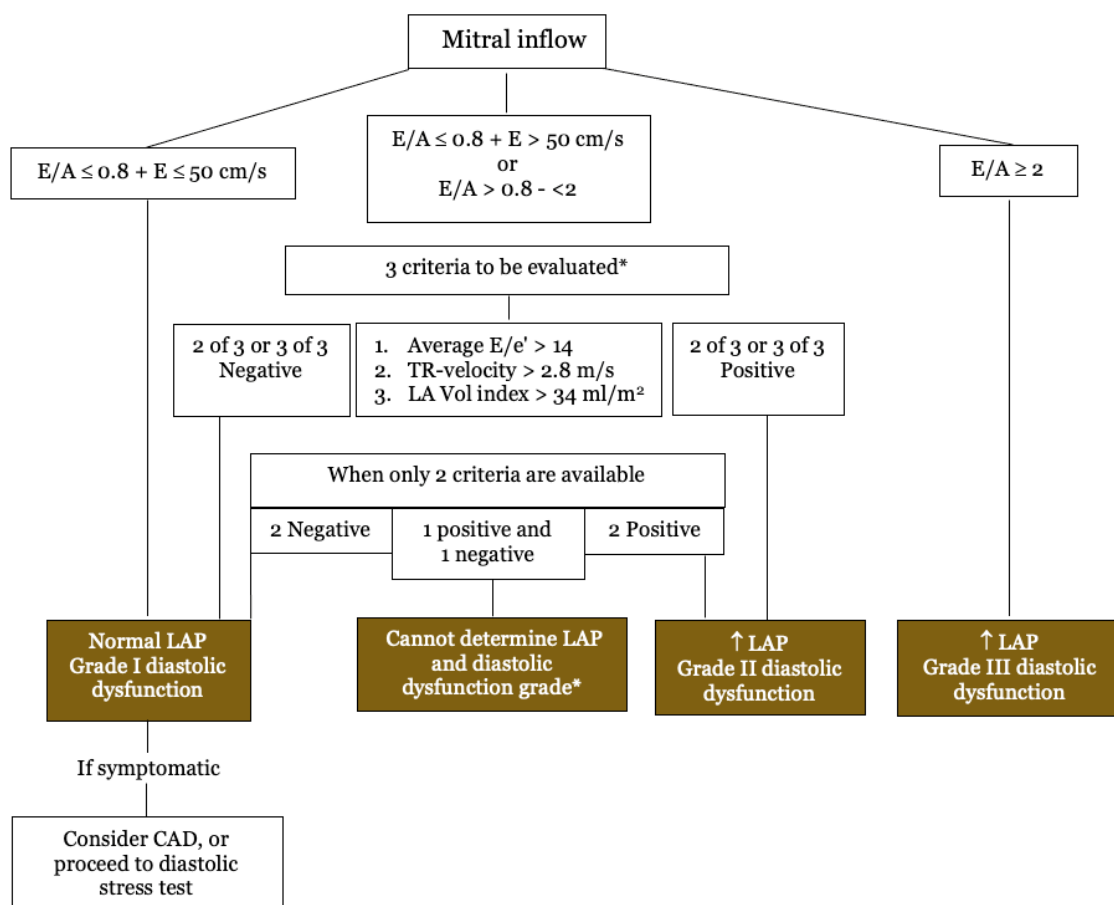 Mitral inflow
E/A ≤ 0.8 + E ≤ 50 cm/s
E/A ≤ 0.8 + E > 50 cm/s
or
E/A > 0.8 - <2
E/A ≥ 2
3 criteria to be evaluated*
2 of 3 or 3 of 3
Negative
1. Average E/e' > 14
2. TR-velocity > 2.8 m/s
3. LA Vol index > 34 ml/m²
2 of 3 or 3 of 3
Positive
When only 2 criteria are available
2 Negative
1 positive and
1 negative
2 Positive
Normal LAP
Grade I diastolic
dysfunction
Cannot determine LAP
and diastolic
dysfunction grade*
↑ LAP
Grade II diastolic
dysfunction
↑ LAP
Grade III diastolic
dysfunction
If symptomatic
Consider CAD, or
proceed to diastolic
stress test